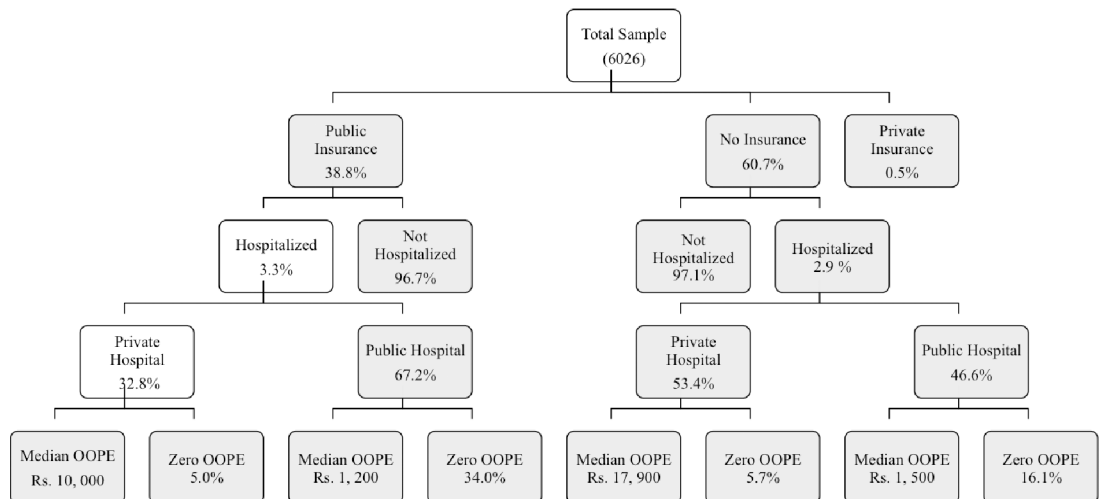 Total Sample
(6026)
Public
Insurance
38.8%
No Insurance
60.7%
Private
Insurance
0.5%
Hospitalized
3.3%
Not
Hospitalized
96.7%
Not
Hospitalized
97.1%
Hospitalized
2.9 %
Private
Hospital
32.8%
Public Hospital
67.2%
Private
Hospital
53.4%
Public Hospital
46.6%
Median OOPE
Rs. 10, 000
Zero OOPE
5.0%
Median OOPE
Rs. 1, 200
Zero OOPE
34.0%
Median OOPE
Rs. 17, 900
Zero OOPE
5.7%
Median OOPE
Rs. 1, 500
Zero OOPE
16.1%